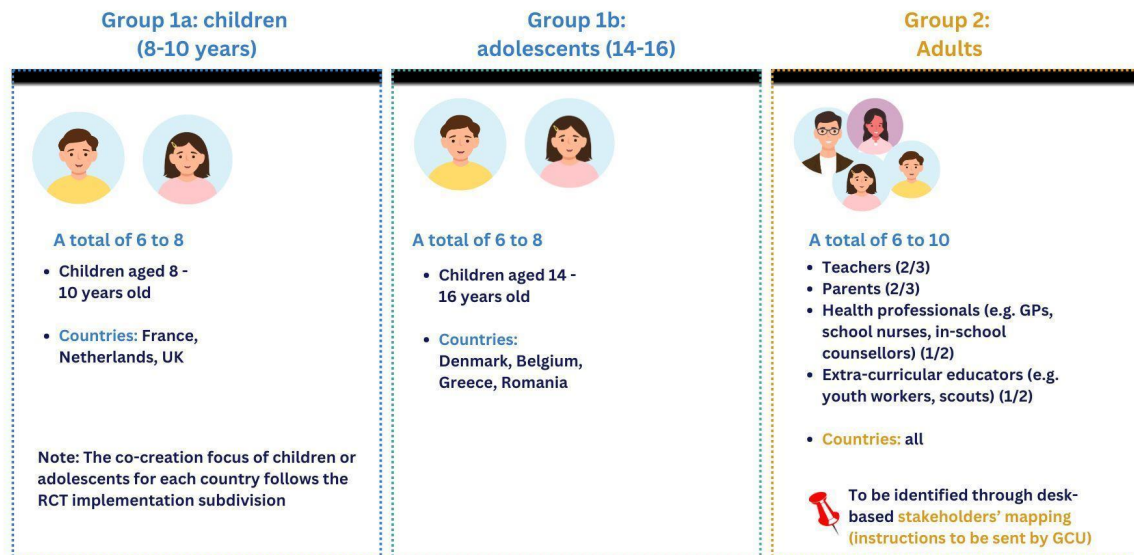 Group 1a: children
(8-10 years)
A total of 6 to 8
• Children aged 8 -
10 years old
• Countries: France,
Netherlands, UK
Note: The co-creation focus of children or
adolescents for each country follows the
RCT implementation subdivision
Group 1b:
adolescents (14-16)
A total of 6 to 8
• Children aged 14 -
16 years old
• Countries:
Denmark, Belgium,
Greece, Romania
Group 2:
Adults
A total of 6 to 10
• Teachers (2/3)
• Parents (2/3)
• Health professionals (e.g. GPs,
school nurses, in-school
counsellors) (1/2)
• Extra-curricular educators (e.g.
youth workers, scouts) (1/2)
• Countries: all
To be identified through desk-
based stakeholders' mapping
(instructions to be sent by GCU)